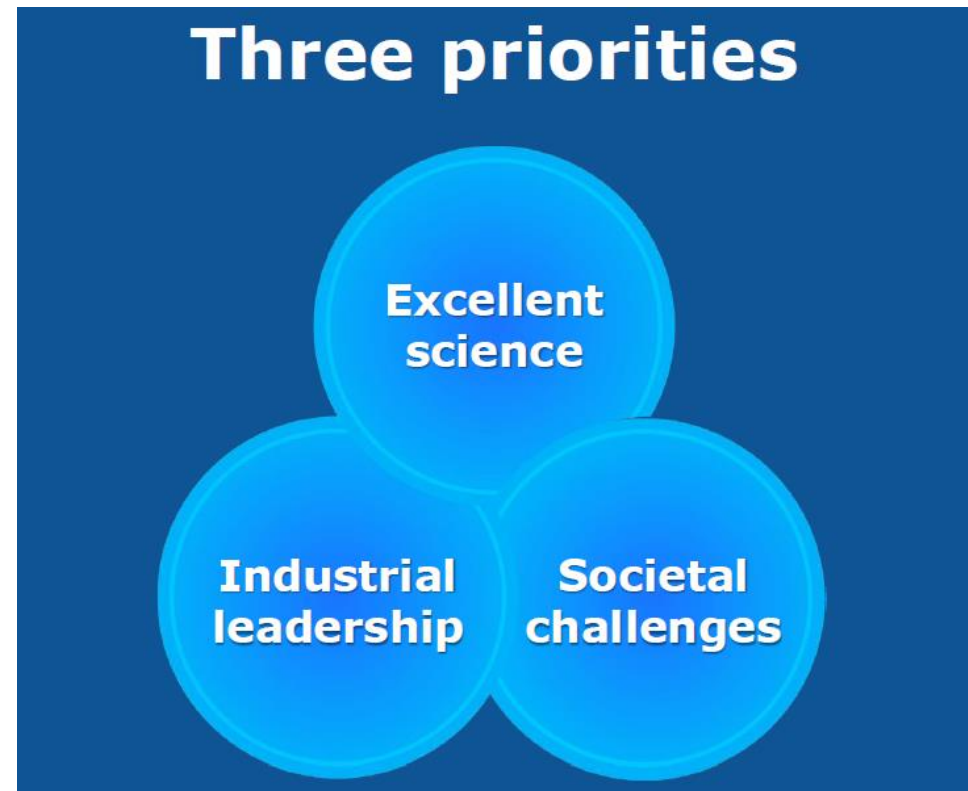 Three priorities
Excellent
science
Industrial
leadership
Societal
challenges